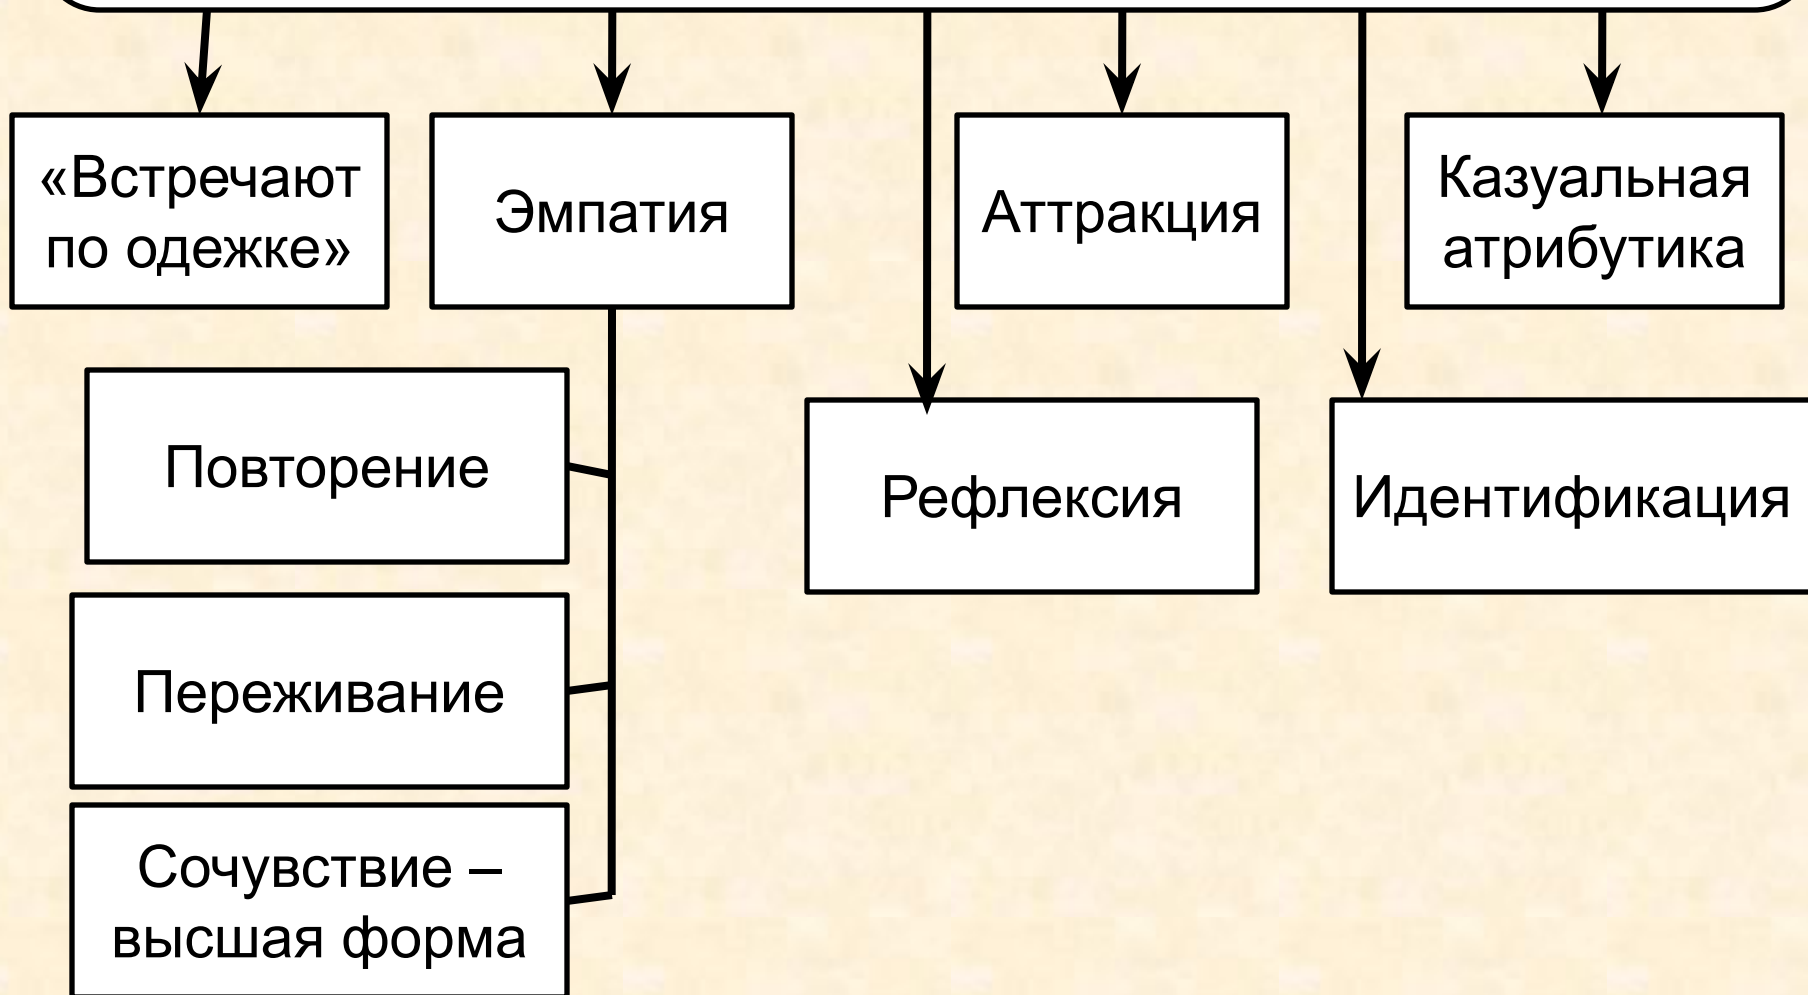 «Встречают
по одежке»
Эмпатия
Аттракция
Казуальная
атрибутика
Повторение
Рефлексия
Идентификация
Переживание
Сочувствие –
высшая форма